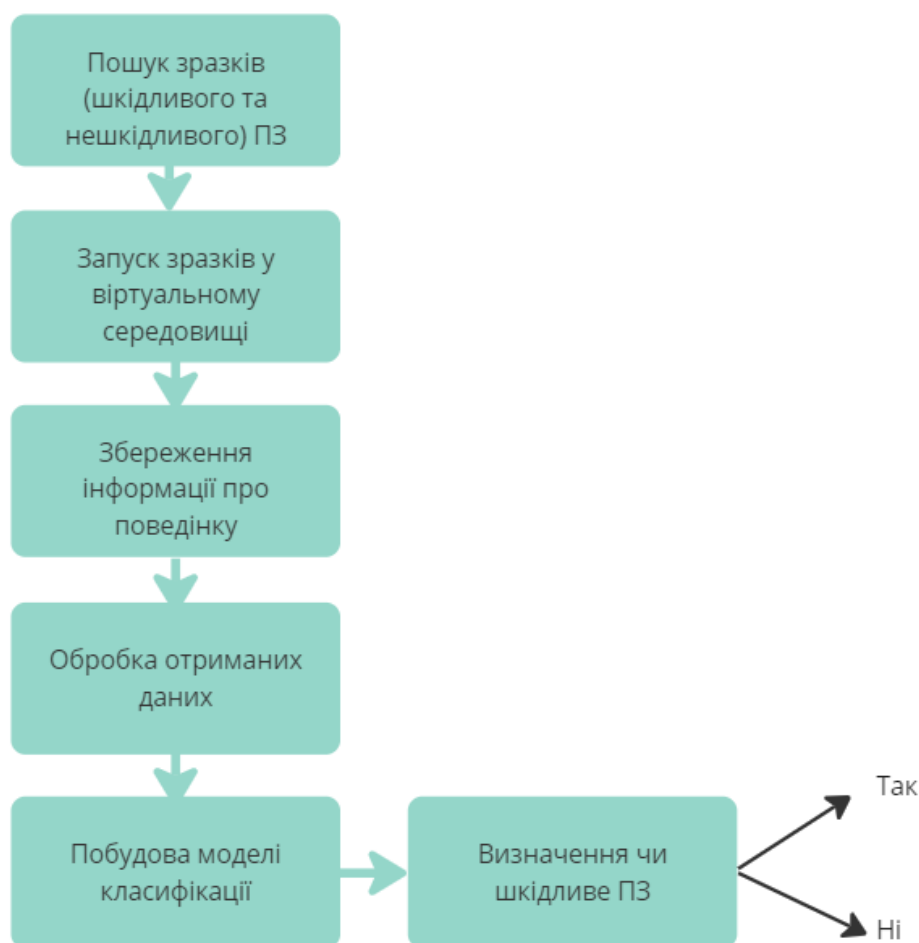 Пошук зразків
(шкідливого та
нешкідливого) ПЗ
Запуск зразків у
віртуальному
середовищі
Збереження
інформації про
поведінку
Обробка отриманих
даних
Побудова моделі
класифікації
Визначення чи
шкідливе ПЗ
Так
Ні